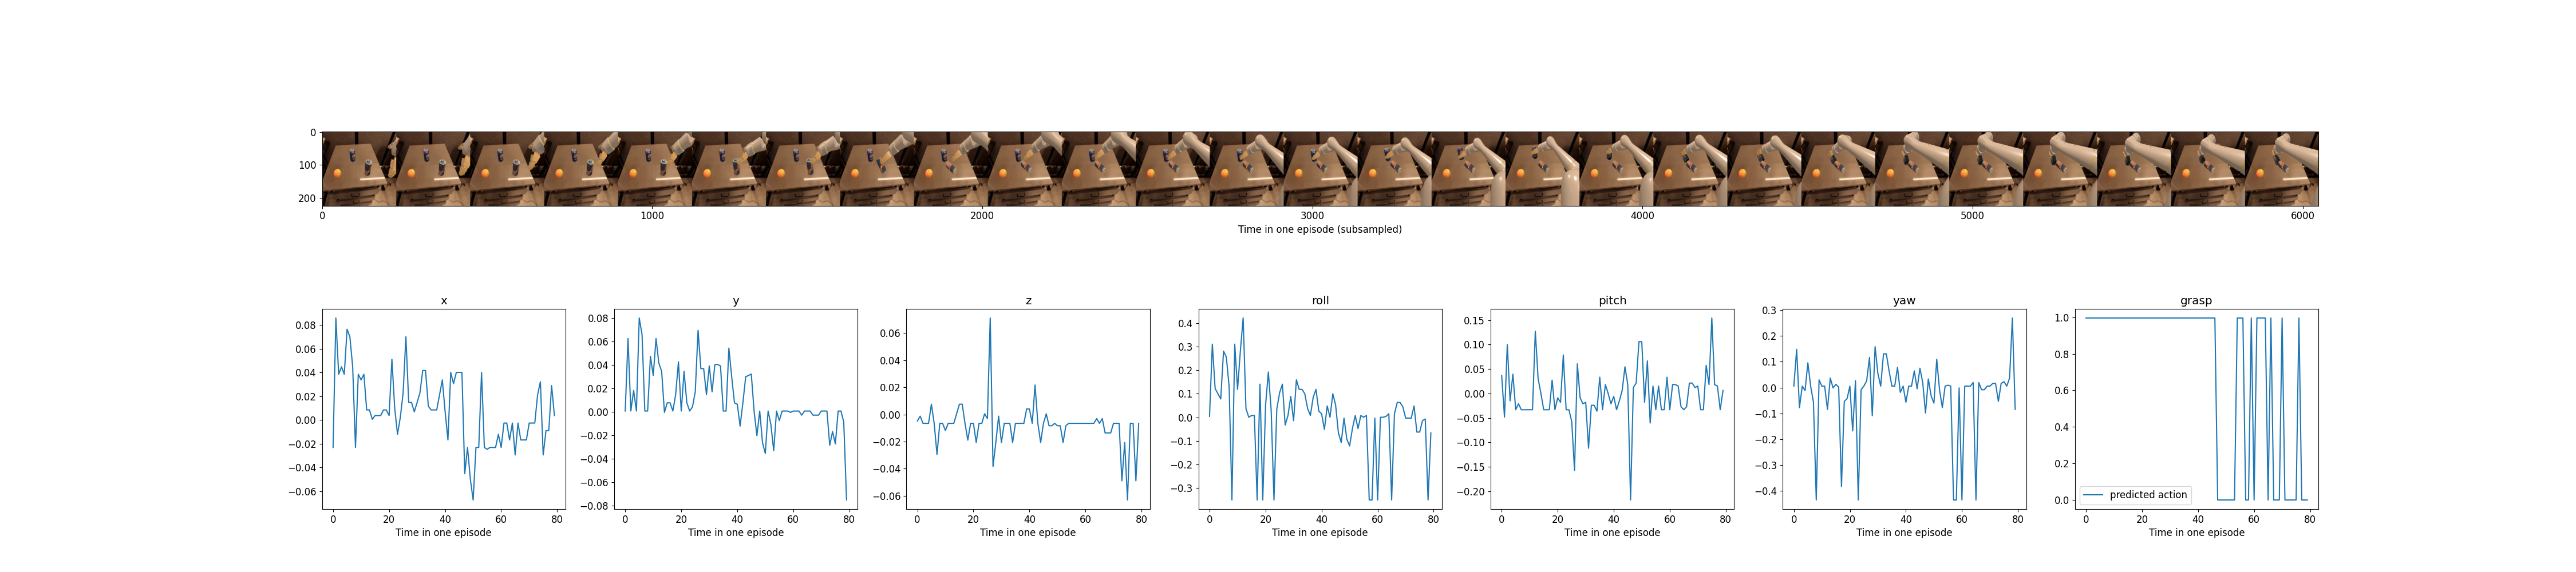 0
100
200
0 1000 2000 3000 4000 5000 6000
Time in one episode (subsampled)
x
0.08
0.06
0.04
0.02
0.00
−0.02
−0.04
−0.06
0 20 40 60 80
Time in one episode
y
0.08
0.06
0.04
0.02
0.00
−0.02
−0.04
−0.06
−0.08
0 20 40 60 80
Time in one episode
z
0.06
0.04
0.02
0.00
−0.02
−0.04
−0.06
0 20 40 60 80
Time in one episode
roll
0.4
0.3
0.2
0.1
0.0
−0.1
−0.2
−0.3
0 20 40 60 80
Time in one episode
pitch
0.15
0.10
0.05
0.00
−0.05
−0.10
−0.15
−0.20
0 20 40 60 80
Time in one episode
yaw
0.3
0.2
0.1
0.0
−0.1
−0.2
−0.3
−0.4
0 20 40 60 80
Time in one episode
grasp
1.0
0.8
0.6
0.4
0.2
0.0
predicted action
0 20 40 60 80
Time in one episode